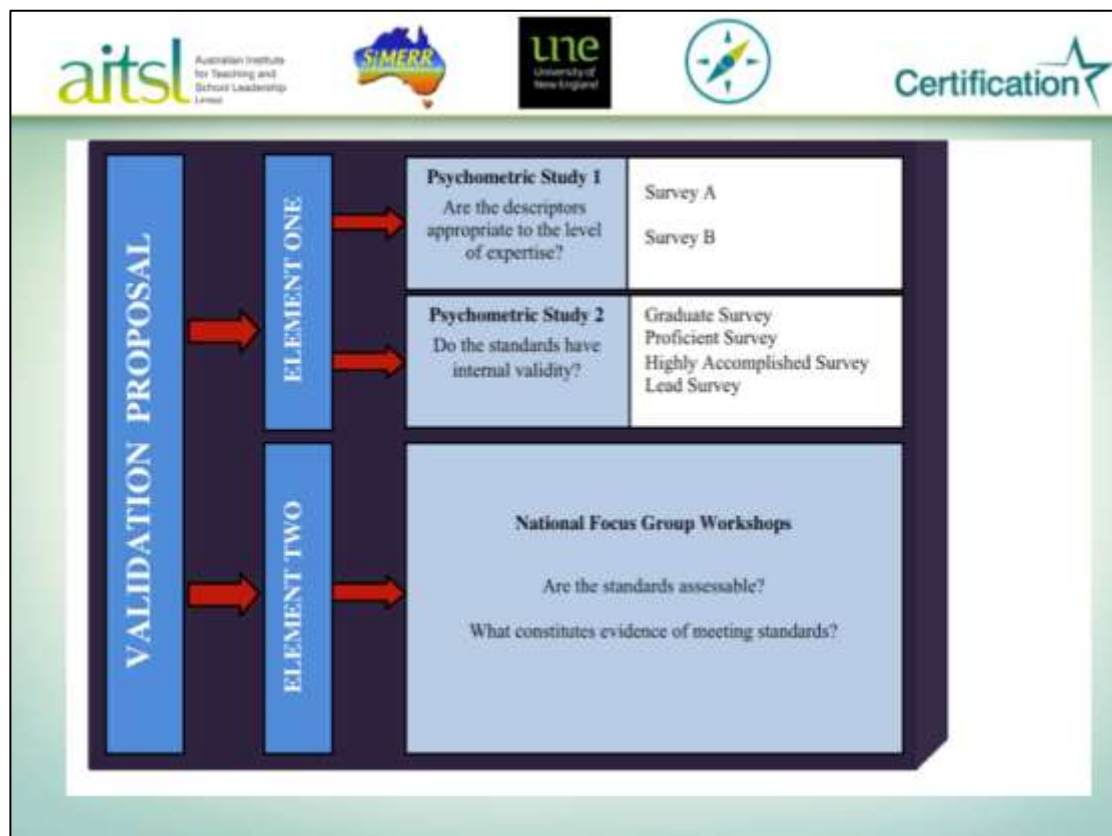 aitsl
Australian Institute
for Teaching and
School Leadership
Limited
SiMERR
une
University of
New England
Certification
VALIDATION PROPOSAL
ELEMENT ONE
Psychometric Study 1
Are the descriptors
appropriate to the level
of expertise?
Survey A
Survey B
Psychometric Study 2
Do the standards have
internal validity?
Graduate Survey
Proficient Survey
Highly Accomplished Survey
Lead Survey
ELEMENT TWO
National Focus Group Workshops
Are the standards assessable?
What constitutes evidence of meeting standards?